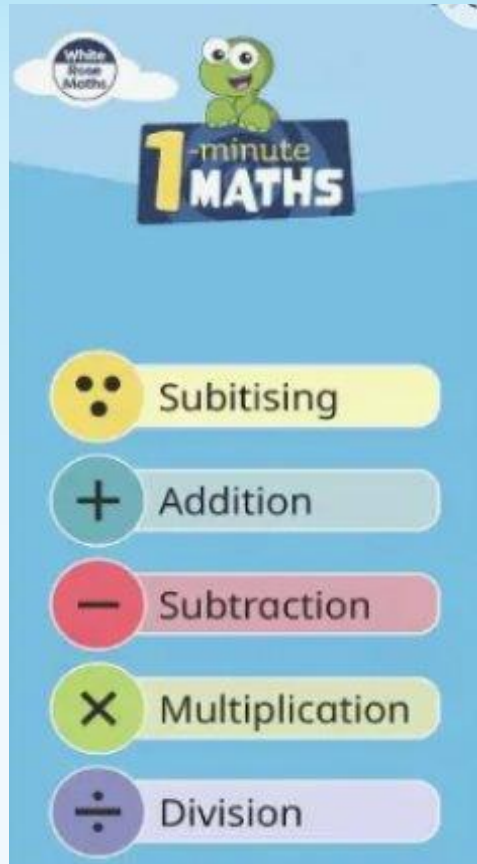 White
Rose
Maths
1-minute
MATHS
Subitising
+ Addition
- Subtraction
× Multiplication
÷ Division